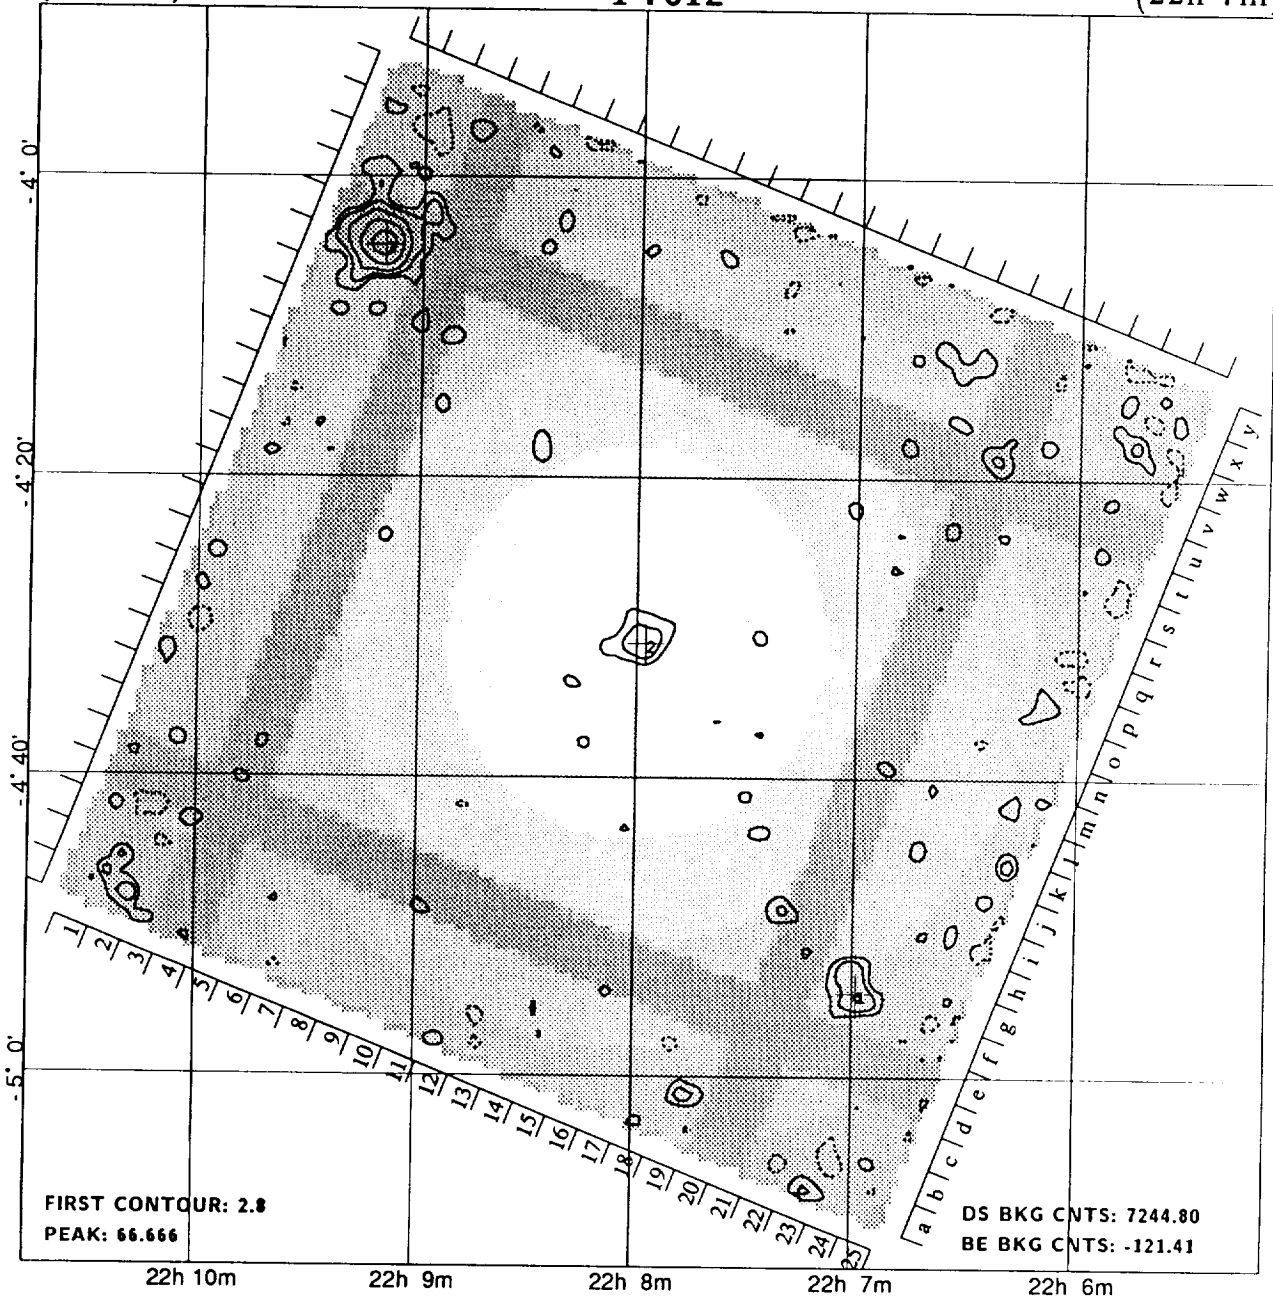 -4° 0'
-4° 20'
-4° 40'
-5° 0'
1 2 3 4 5 6 7 8 9 10 11 12 13 14 15 16 17 18 19 20 21 22 23 24 25
a b c d e f g h i j k l m n o p q r s t u v w x y
2
FIRST CONTOUR: 2.8
PEAK: 66.666
DS BKG CNTS: 7244.80
BE BKG CNTS: -121.41
22h 10m 22h 9m 22h 8m 22h 7m 22h 6m